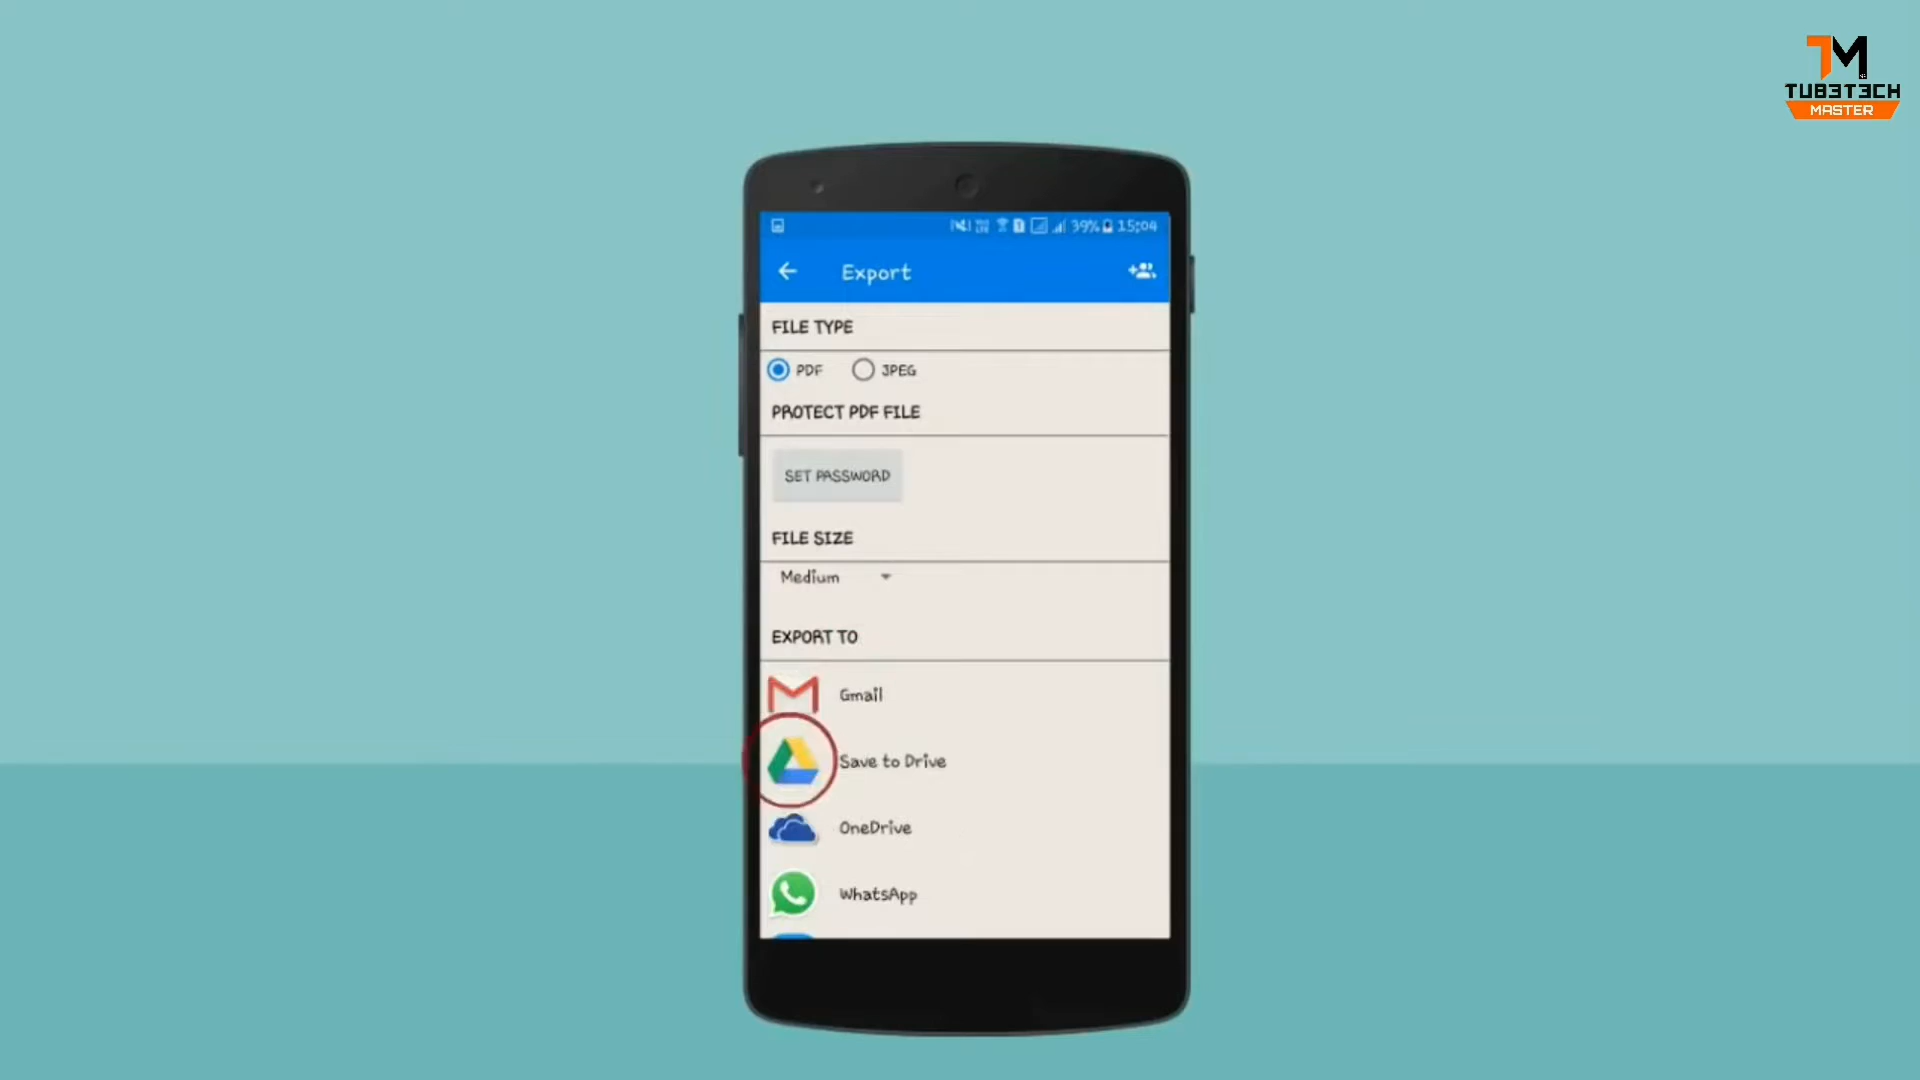 TM
TUB3T3CH
MASTER
39% 15:04
Export
FILE TYPE
PDF JPEG
PROTECT PDF FILE
SET PASSWORD
FILE SIZE
Medium
EXPORT TO
Gmail
Save to Drive
OneDrive
WhatsApp